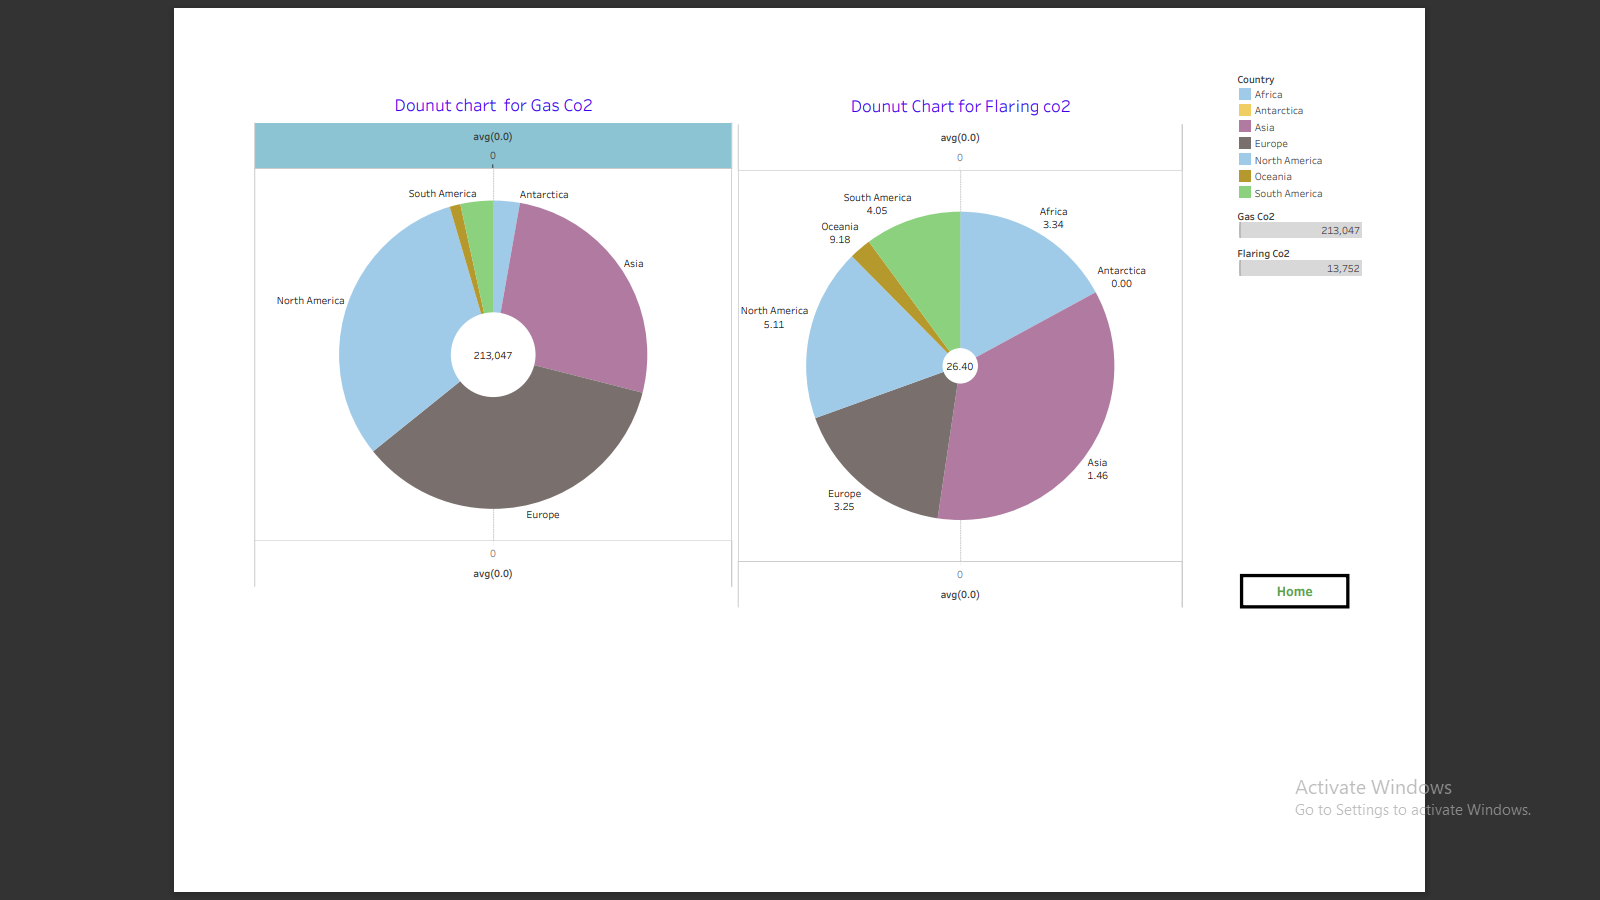 Dounut chart  for Gas Co2
avg(0.0)
0
South America
Antarctica
Asia
North America
213,047
Europe
0
avg(0.0)
Dounut Chart for Flaring co2
avg(0.0)
0
South America
4.05
Africa
3.34
Oceania
9.18
Antarctica
0.00
North America
5.11
26.40
Asia
1.46
Europe
3.25
0
avg(0.0)
Country
Africa
Antarctica
Asia
Europe
North America
Oceania
South America
Gas Co2
213,047
Flaring Co2
13,752
Home
Activate Windows
Go to Settings to activate Windows.